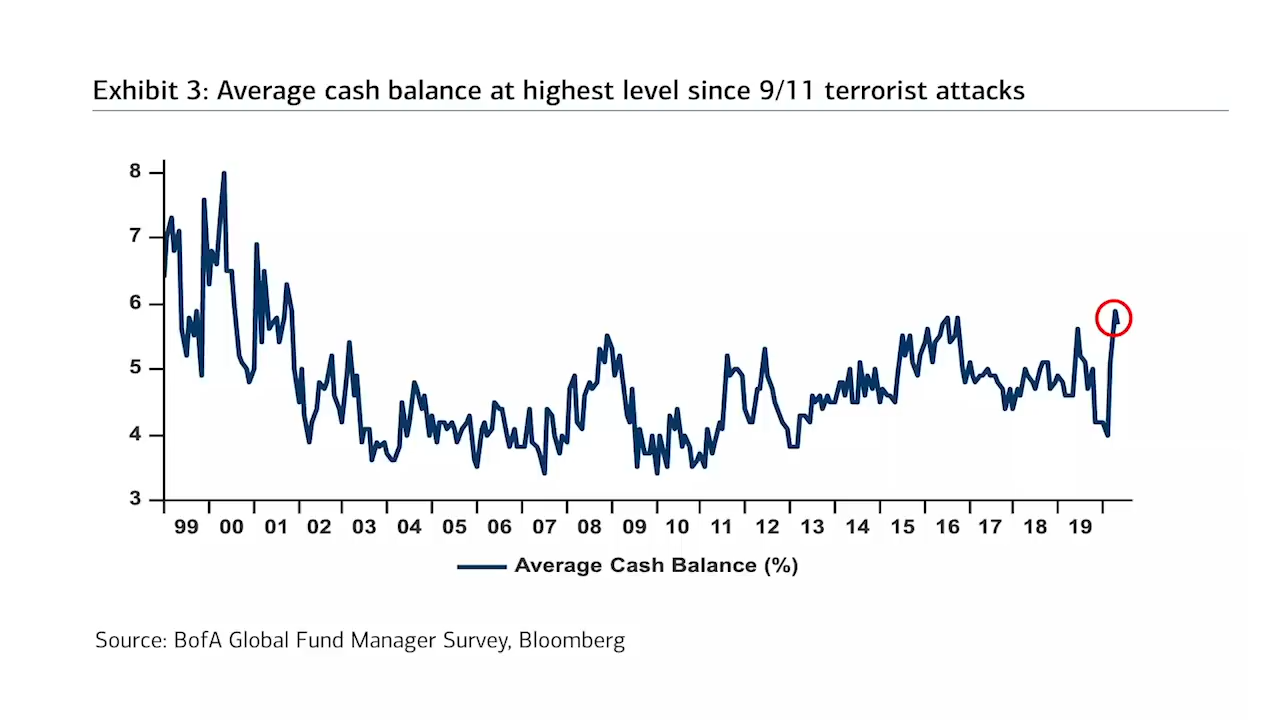 Exhibit 3: Average cash balance at highest level since 9/11 terrorist attacks
8
7
6
5
4
3
99 00 01 02 03 04 05 06 07 08 09 10 11 12 13 14 15 16 17 18 19
Average Cash Balance (%)
Source: BofA Global Fund Manager Survey, Bloomberg